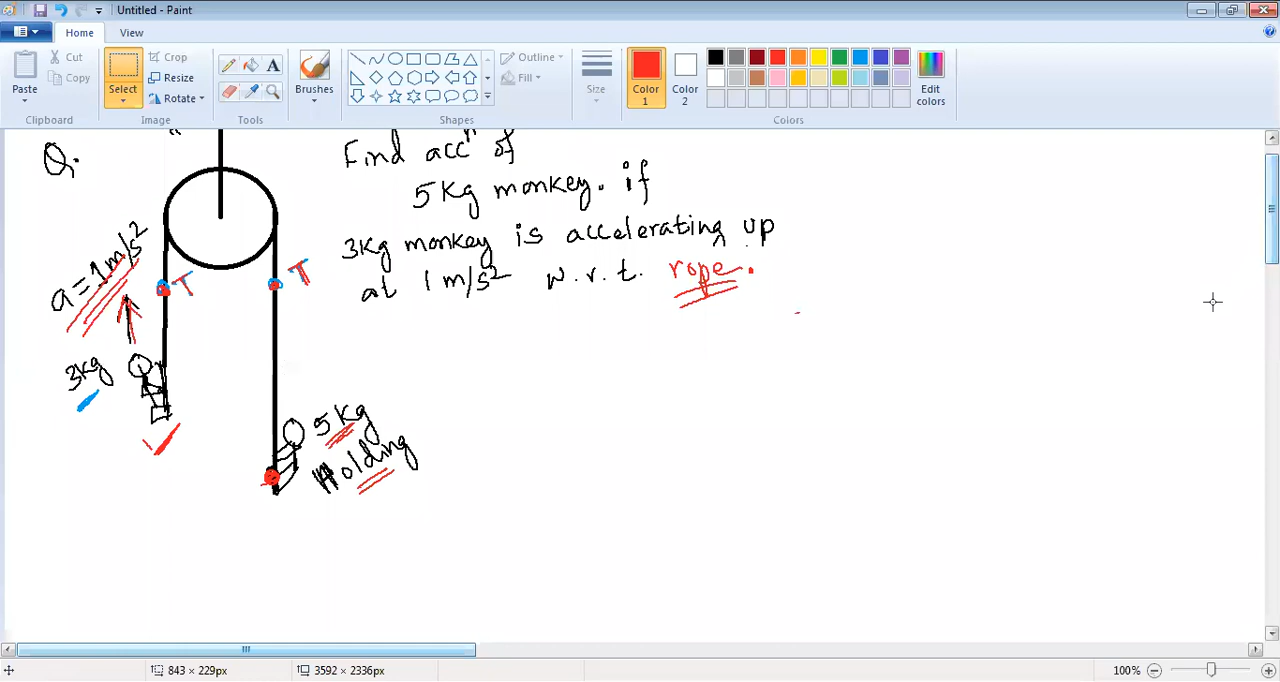 Untitled - Paint
Home
View
Paste
Cut
Copy
Clipboard
Select
Crop
Resize
Rotate
Image
A
Tools
Brushes
Outline
Fill
Shapes
Size
Color 1
Color 2
Edit colors
Colors
Q.
Find accⁿ of
5Kg monkey. if
3Kg monkey is accelerating up
at 1 m/s² w.r.t. rope.
a = 1m/s²
T
T
3kg
5Kg
Holding
843 × 229px
3592 × 2336px
100%